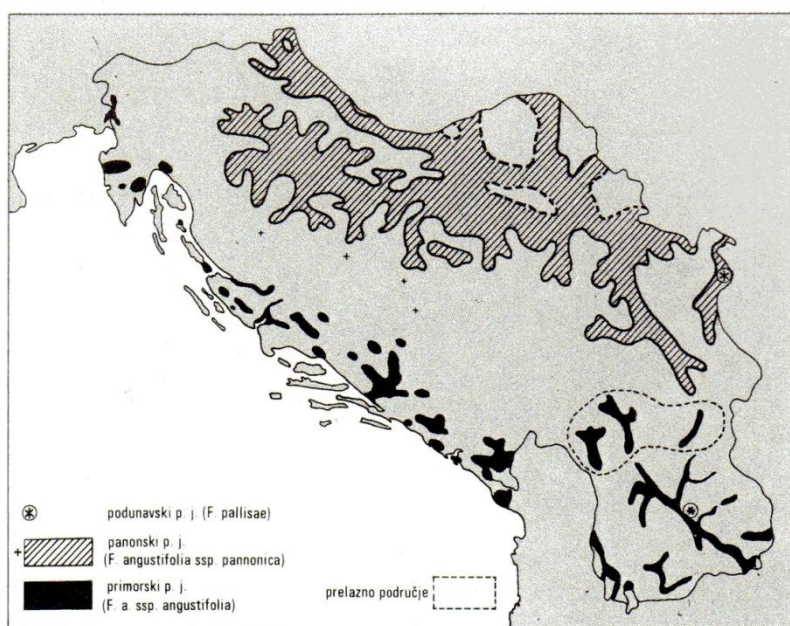 podunavski p. j. (F. pallisae)
panonski p. j.
(F. angustifolia ssp. pannonica)
primorski p. j.
(F. a. ssp. angustifolia)
prelazno područje